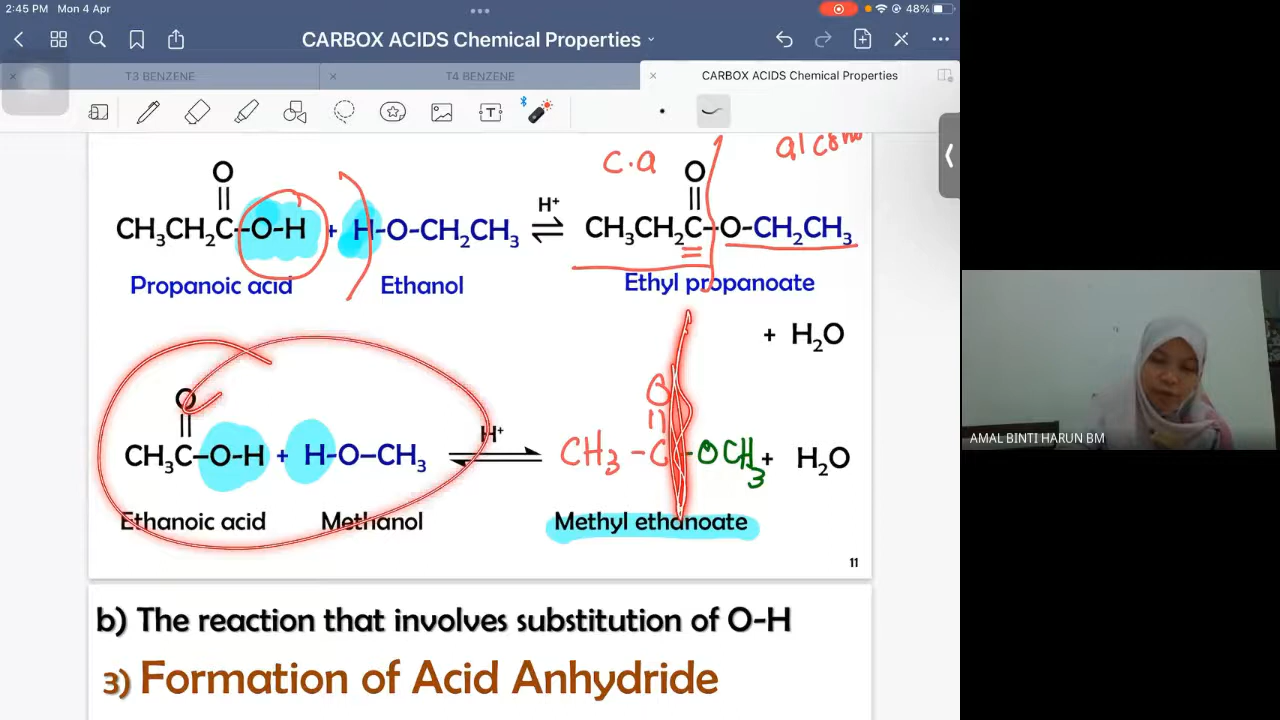 2:45 PM Mon 4 Apr
48%
CARBOX ACIDS Chemical Properties
T3 BENZENE
T4 BENZENE
CARBOX ACIDS Chemical Properties
T
c.a
O
CH₃CH₂C-O-H + H-O-CH₂CH₃ H⁺ ⇌ CH₃CH₂C-O-CH₂CH₃
O
Propanoic acid
Ethanol
Ethyl propanoate
+ H₂O
O
CH₃C-O-H + H-O-CH₃ H⁺ ⇌ CH₃-C-OCH₃ + H₂O
O
Ethanoic acid
Methanol
Methyl ethanoate
11
b) The reaction that involves substitution of O-H
3) Formation of Acid Anhydride
AMAL BINTI HARUN BM